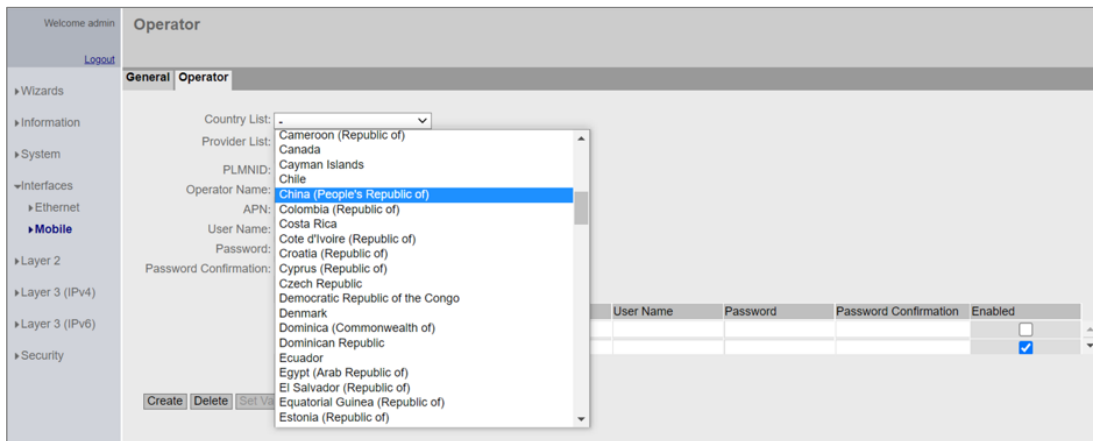 Welcome admin
Logout
Operator
General Operator
▸Wizards
▸Information
▸System
▾Interfaces
▸Ethernet
▸Mobile
▸Layer 2
▸Layer 3 (IPv4)
▸Layer 3 (IPv6)
▸Security
Country List: -
Provider List:
PLMNID:
Operator Name:
APN:
User Name:
Password:
Password Confirmation:
Cameroon (Republic of)
Canada
Cayman Islands
Chile
China (People's Republic of)
Colombia (Republic of)
Costa Rica
Cote d'Ivoire (Republic of)
Croatia (Republic of)
Cyprus (Republic of)
Czech Republic
Democratic Republic of the Congo
Denmark
Dominica (Commonwealth of)
Dominican Republic
Ecuador
Egypt (Arab Republic of)
El Salvador (Republic of)
Equatorial Guinea (Republic of)
Estonia (Republic of)
User Name Password Password Confirmation Enabled
Create Delete Set Va